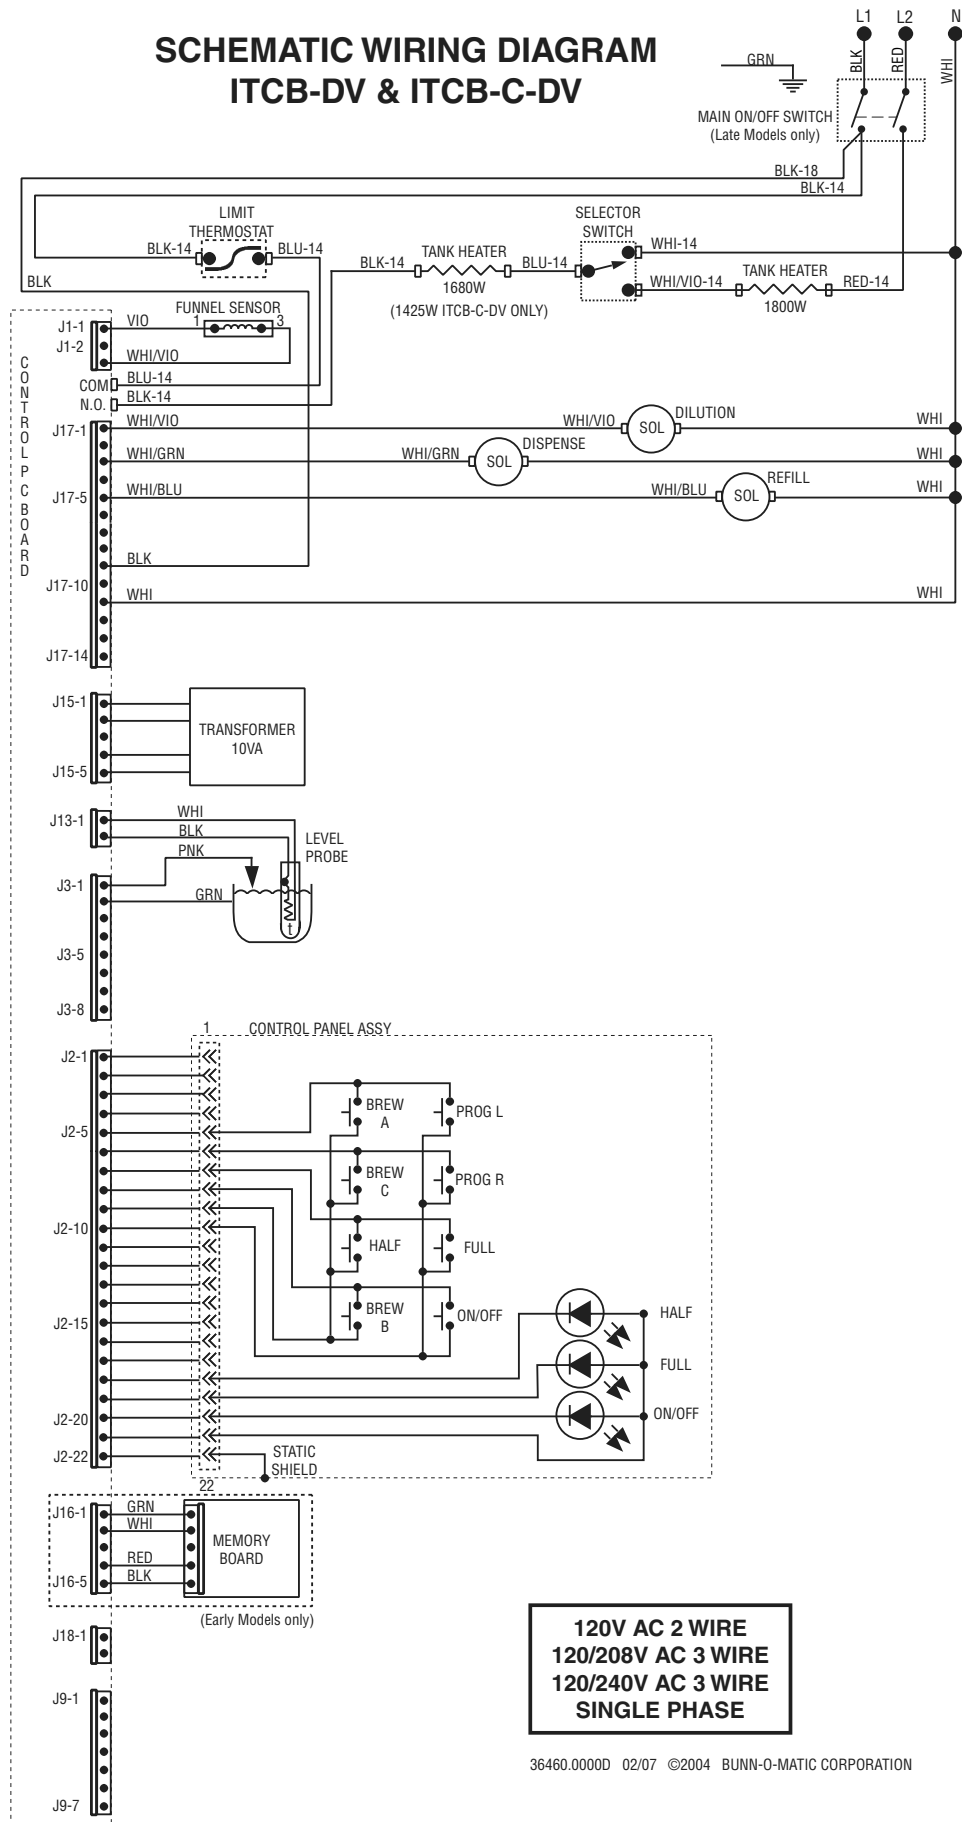 SCHEMATIC WIRING DIAGRAM
ITCB-DV & ITCB-C-DV
L1
L2
N
GRN
BLK
RED
WHI
MAIN ON/OFF SWITCH
(Late Models only)
BLK-18
BLK-14
LIMIT
THERMOSTAT
BLK-14
BLU-14
SELECTOR
SWITCH
WHI-14
BLK-14
TANK HEATER
1680W
BLU-14
(1425W ITCB-C-DV ONLY)
WHI/VIO-14
TANK HEATER
1800W
RED-14
BLK
CONTROL PC BOARD
J1-1
J1-2
VIO
FUNNEL SENSOR
1
3
WHI/VIO
COM
BLU-14
N.O.
BLK-14
J17-1
WHI/VIO
WHI/VIO
SOL
DILUTION
WHI
WHI/GRN
WHI/GRN
SOL
DISPENSE
WHI
J17-5
WHI/BLU
WHI/BLU
SOL
REFILL
WHI
BLK
J17-10
WHI
WHI
J17-14
J15-1
TRANSFORMER
10VA
J15-5
J13-1
WHI
BLK
LEVEL
PROBE
PNK
J3-1
GRN
t
J3-5
J3-8
1
CONTROL PANEL ASSY
J2-1
J2-5
BREW
A
PROG L
BREW
C
PROG R
J2-10
HALF
FULL
BREW
B
ON/OFF
J2-15
HALF
FULL
J2-20
ON/OFF
J2-22
STATIC
SHIELD
22
J16-1
GRN
WHI
MEMORY
BOARD
RED
J16-5
BLK
(Early Models only)
J18-1
J9-1
J9-7
120V AC 2 WIRE
120/208V AC 3 WIRE
120/240V AC 3 WIRE
SINGLE PHASE
36460.0000D 02/07 ©2004 BUNN-O-MATIC CORPORATION